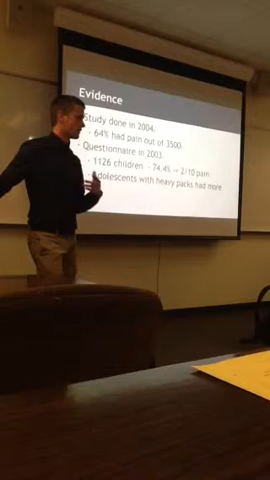 Evidence
Study done in 2004.
- 64% had pain out of 3500.
Questionnaire in 2003.
- 1126 children - 74.4% -- 2/10 pain.
Adolescents with heavy packs had more